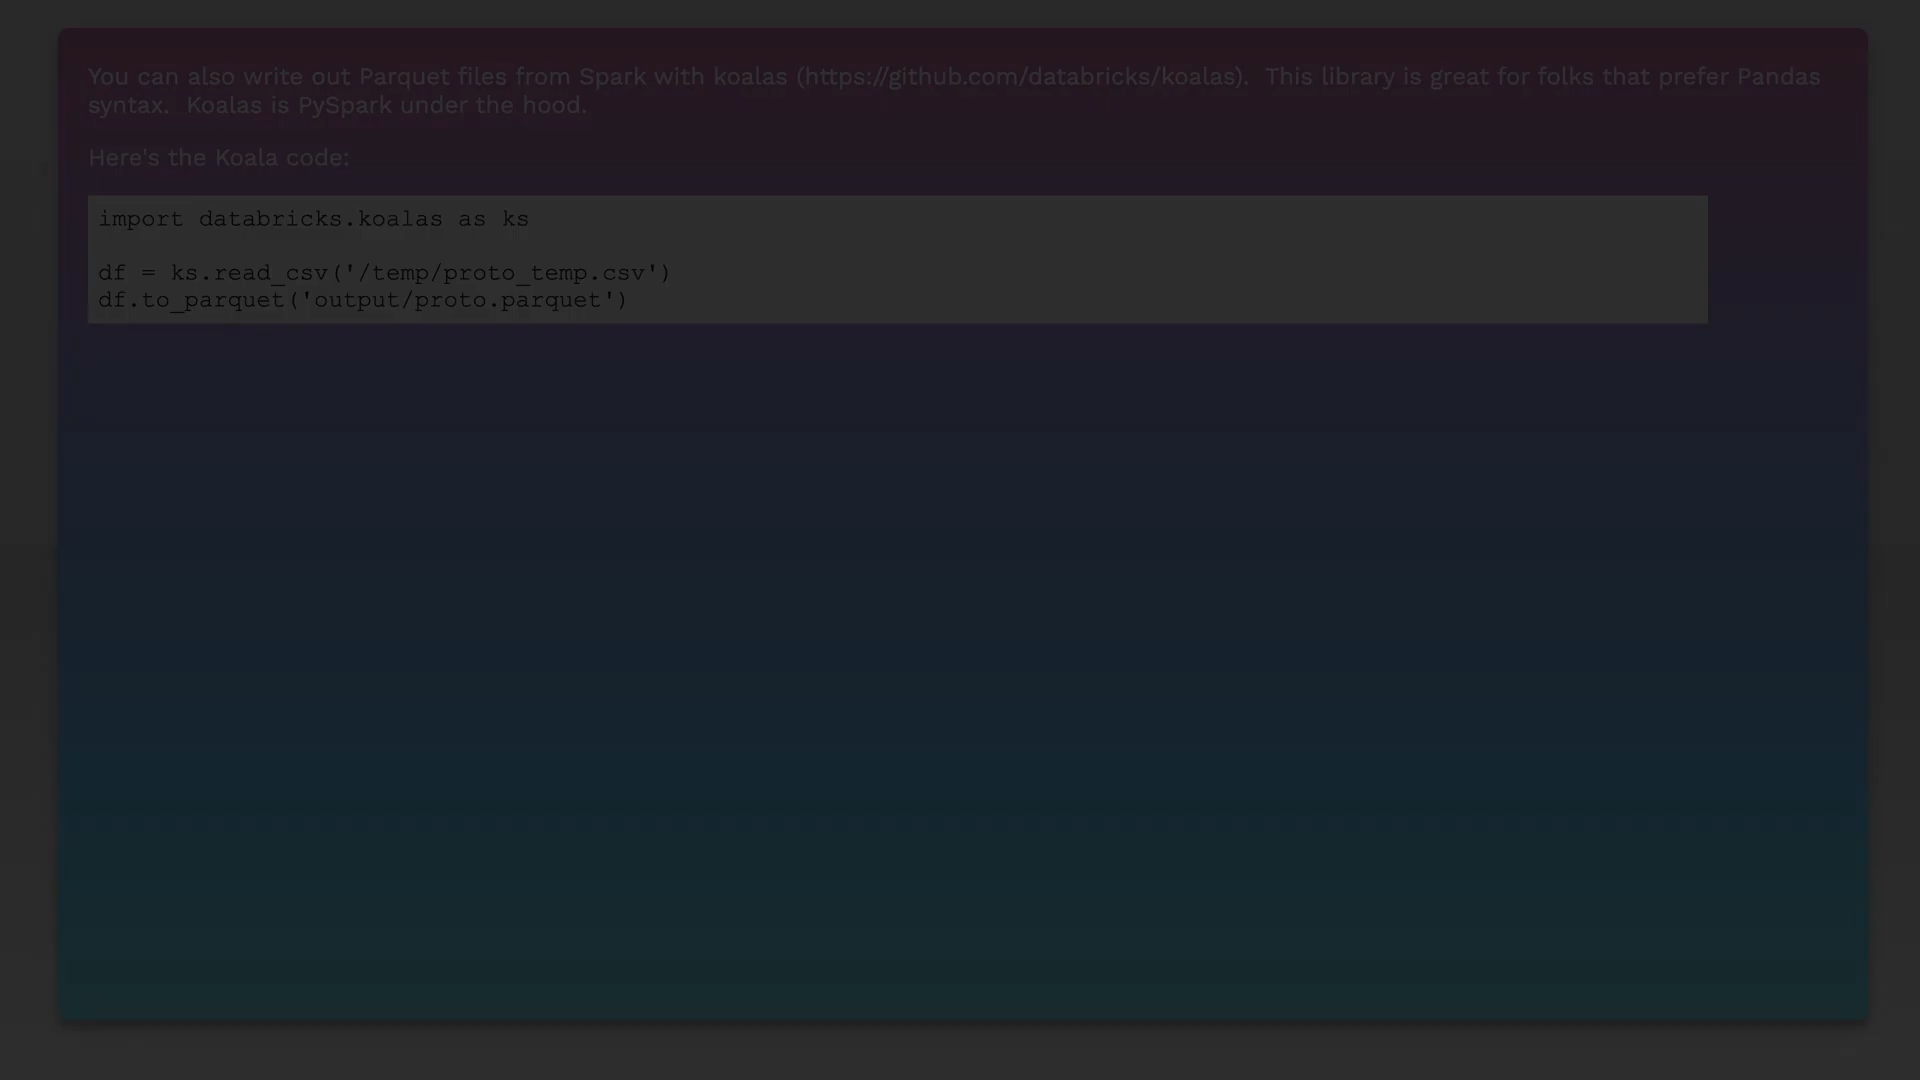 You can also write out Parquet files from Spark with koalas (https://github.com/databricks/koalas).  This library is great for folks that prefer Pandas
syntax.  Koalas is PySpark under the hood.
Here's the Koala code:
import databricks.koalas as ks
df = ks.read_csv('/temp/proto_temp.csv')
df.to_parquet('output/proto.parquet')